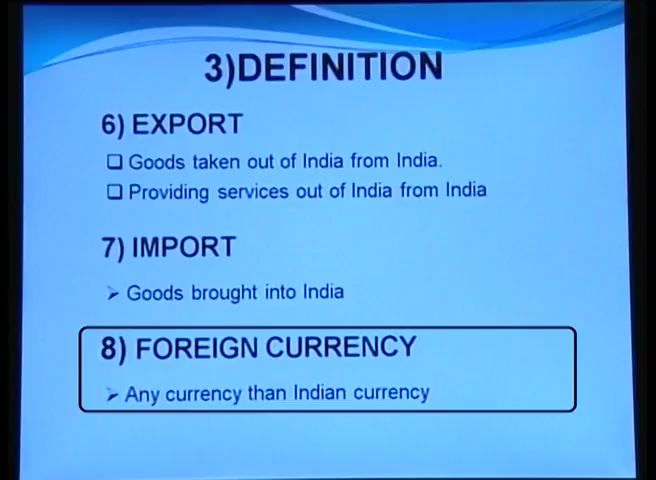 3)DEFINITION
6) EXPORT
❑ Goods taken out of India from India.
❑ Providing services out of India from India
7) IMPORT
➢ Goods brought into India
8) FOREIGN CURRENCY
➢ Any currency than Indian currency